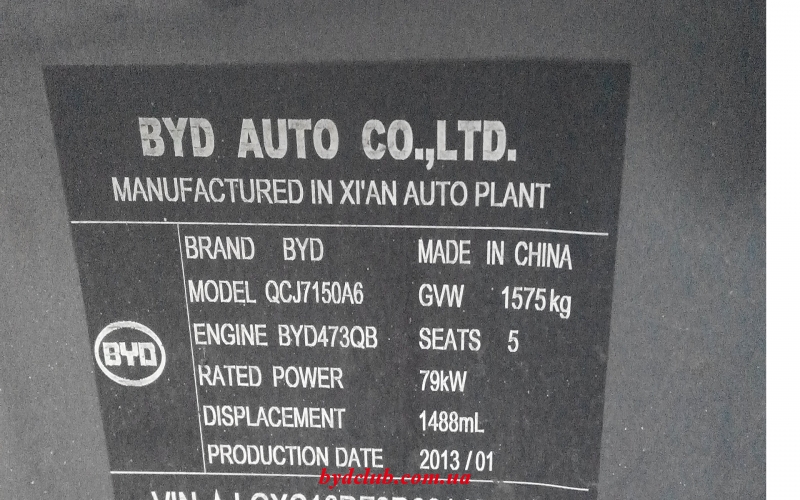 BYD AUTO CO.,LTD.
MANUFACTURED IN XI'AN AUTO PLANT
BRAND BYD MADE IN CHINA
MODEL QCJ7150A6 GVW 1575kg
ENGINE BYD473QB SEATS 5
BYD
RATED POWER 79kW
DISPLACEMENT 1488mL
PRODUCTION DATE 2013/01
bydclub.com.ua